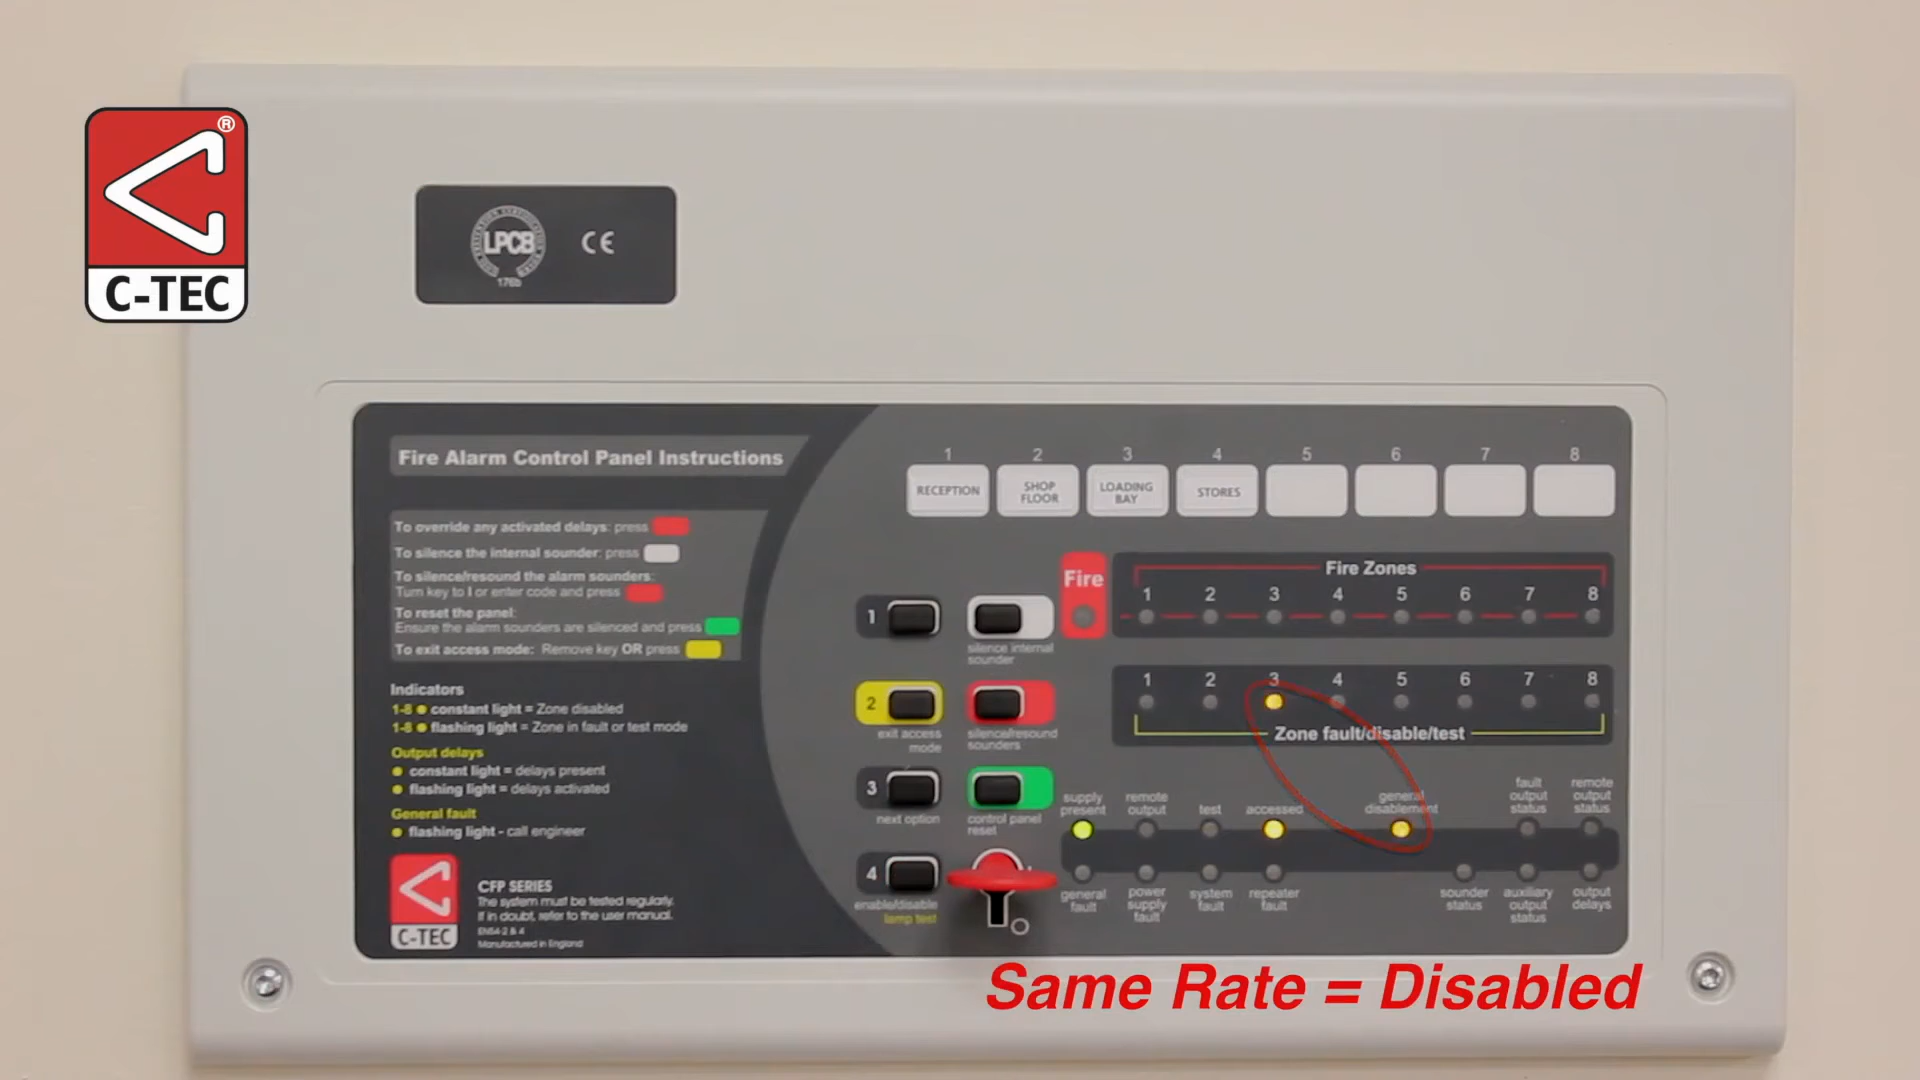 ®
C-TEC
LPCB
CE
176b
Fire Alarm Control Panel Instructions
To override any activated delays: press
To silence the internal sounder: press
To silence/resound the alarm sounders:
Turn key to I or enter code and press
To reset the panel:
Ensure the alarm sounders are silenced and press
To exit access mode: Remove key OR press
Indicators
1-8 constant light = Zone disabled
1-8 flashing light = Zone in fault or test mode
Output delays
constant light = delays present
flashing light = delays activated
General fault
flashing light - call engineer
C-TEC
CFP SERIES
The system must be tested regularly.
If in doubt, refer to the user manual.
EN54-2 & 4
Manufactured in England
1 2 3 4 5 6 7 8
RECEPTION
SHOP
FLOOR
LOADING
BAY
STORES
1
silence internal
sounder
2
exit access
mode
silence/resound
sounders
3
next option
control panel
reset
4
enable/disable
lamp test
Fire
Fire Zones
1 2 3 4 5 6 7 8
1 2 3 4 5 6 7 8
Zone fault/disable/test
supply
present
remote
output
test
accessed
general
disablement
fault
output
status
remote
output
status
general
fault
power
supply
fault
system
fault
repeater
fault
sounder
status
auxiliary
output
status
output
delays
Same Rate = Disabled